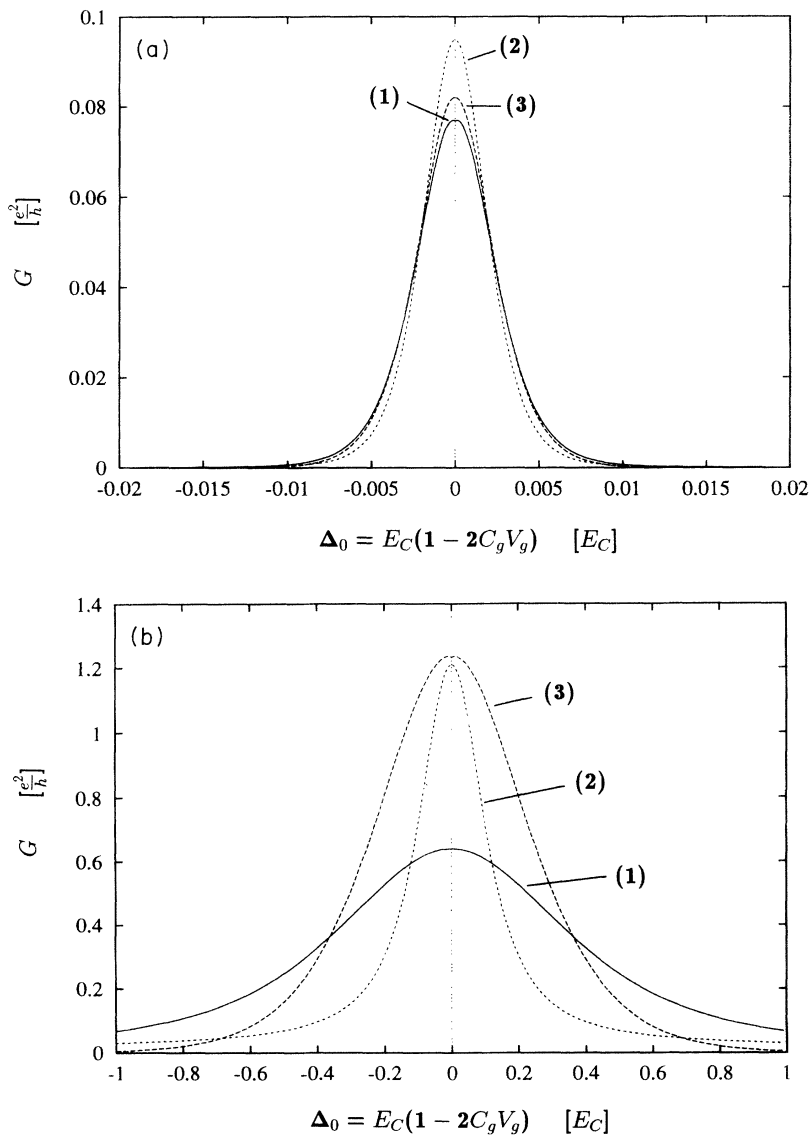 (a)
0.1
0.08
0.06
0.04
0.02
0
G [e²/h]
(1)
(2)
(3)
-0.02 -0.015 -0.01 -0.005 0 0.005 0.01 0.015 0.02
Δ₀ = E_C(1 − 2C_gV_g) [E_C]
(b)
1.4
1.2
1
0.8
0.6
0.4
0.2
0
G [e²/h]
(3)
(2)
(1)
-1 -0.8 -0.6 -0.4 -0.2 0 0.2 0.4 0.6 0.8 1
Δ₀ = E_C(1 − 2C_gV_g) [E_C]